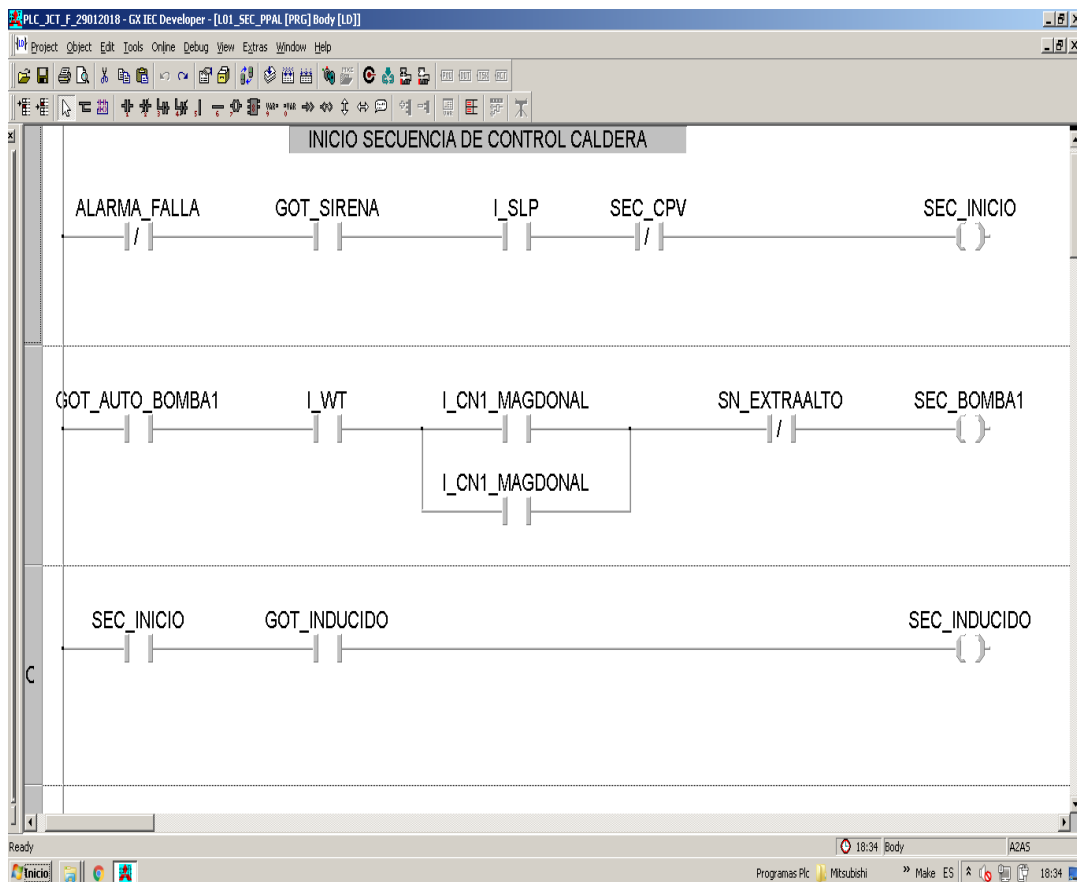 PLC_JCT_F_29012018 - GX IEC Developer - [L01_SEC_PPAL [PRG] Body [LD]]
Project Object Edit Tools Online Debug View Extras Window Help
INICIO SECUENCIA DE CONTROL CALDERA
ALARMA_FALLA GOT_SIRENA I_SLP SEC_CPV SEC_INICIO
GOT_AUTO_BOMBA1 I_WT I_CN1_MAGDONAL SN_EXTRAALTO SEC_BOMBA1
I_CN1_MAGDONAL
SEC_INICIO GOT_INDUCIDO SEC_INDUCIDO
C
Ready 18:34 Body A2A5
Inicio Programas Plc Mitsubishi » Make ES 18:34